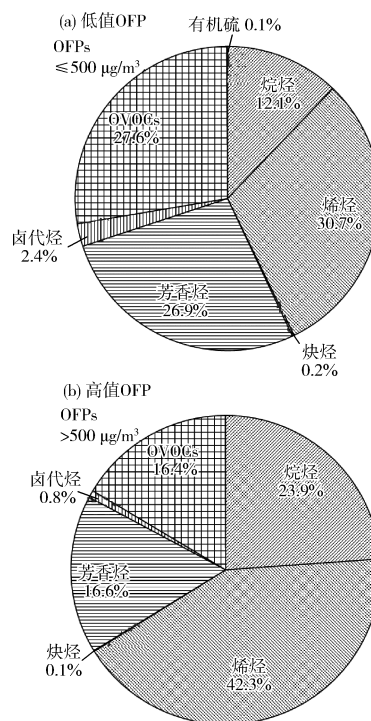 (a) 低值OFP
有机硫 0.1%
OFPs
≤500 μg/m³
烷烃
12.1%
OVOCs
27.6%
烯烃
30.7%
卤代烃
2.4%
芳香烃
26.9%
炔烃
0.2%
(b) 高值OFP
OFPs
>500 μg/m³
OVOCs
16.4%
烷烃
23.9%
卤代烃
0.8%
芳香烃
16.6%
炔烃
0.1%
烯烃
42.3%